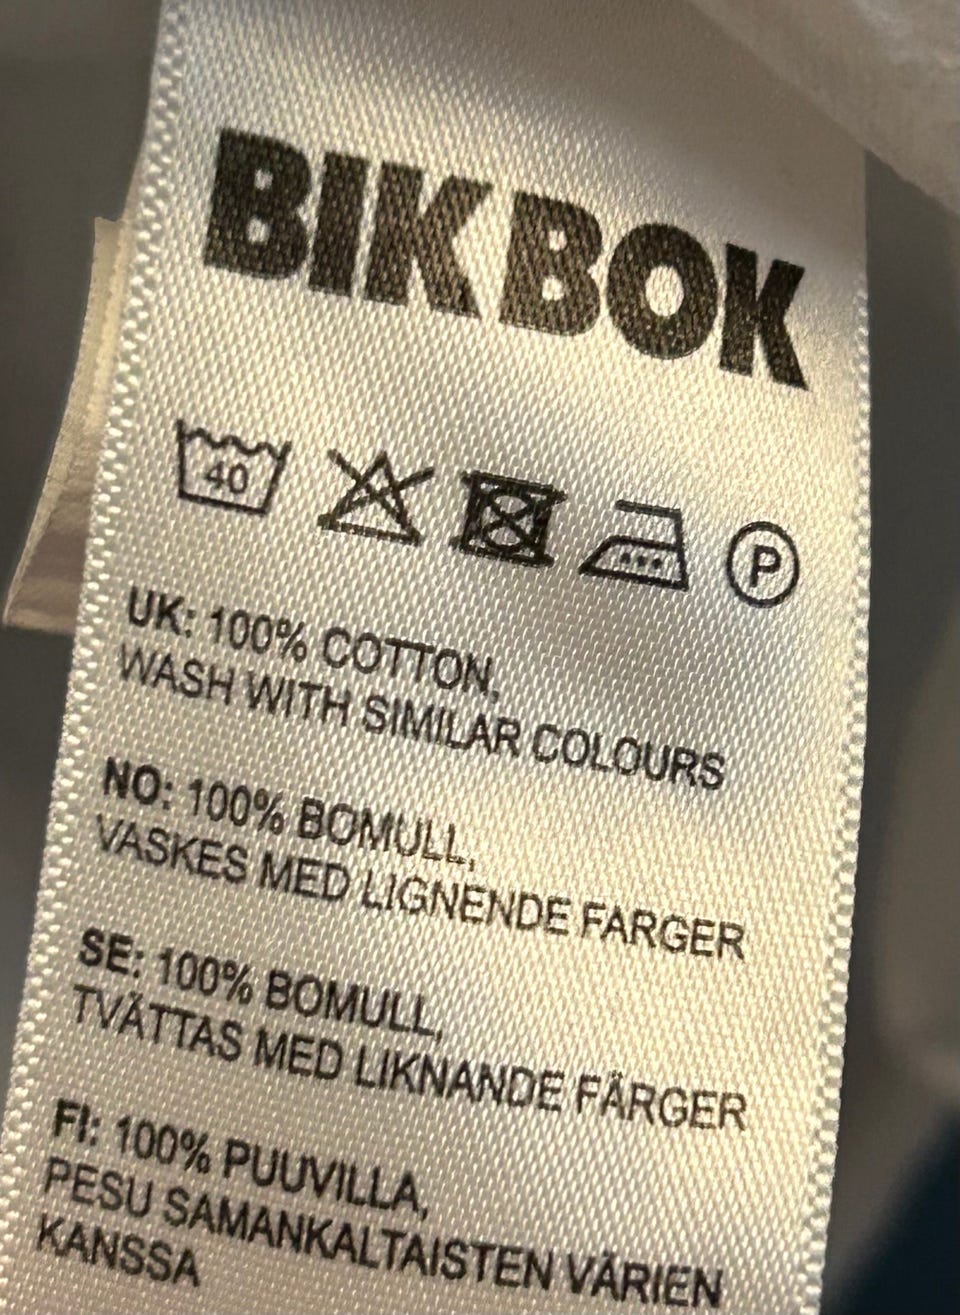 BIK BOK
40 P
UK: 100% COTTON,
WASH WITH SIMILAR COLOURS
NO: 100% BOMULL,
VASKES MED LIGNENDE FARGER
SE: 100% BOMULL,
TVÄTTAS MED LIKNANDE FÄRGER
FI: 100% PUUVILLA,
PESU SAMANKALTAISTEN VÄRIEN
KANSSA